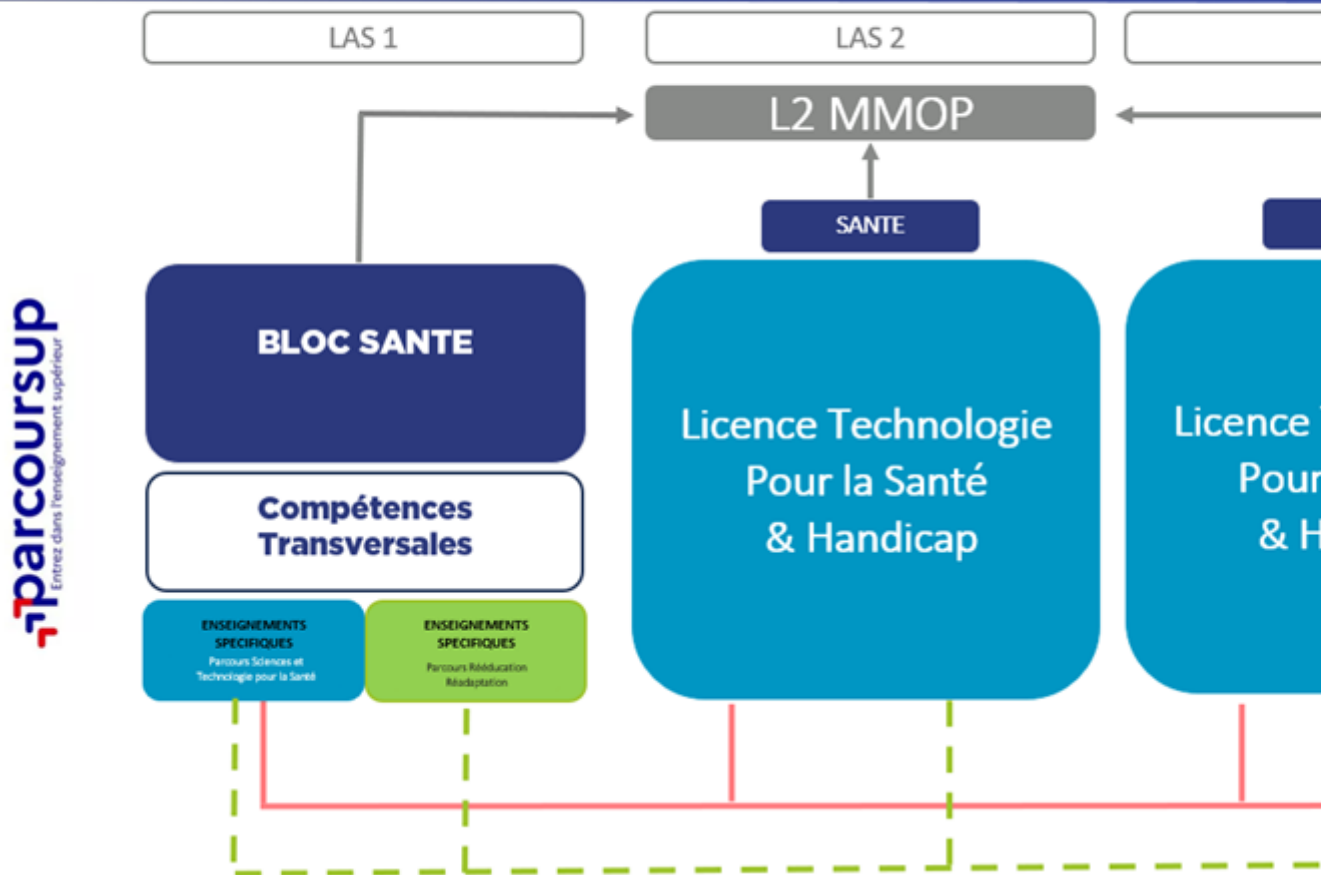 LAS 1
LAS 2
L2 MMOP
SANTE
parcoursup
Entrez dans l'enseignement supérieur
BLOC SANTE
Compétences
Transversales
ENSEIGNEMENTS
SPECIFIQUES
Parcours Sciences et
Technologie pour la Santé
ENSEIGNEMENTS
SPECIFIQUES
Parcours Rééducation
Réadaptation
Licence Technologie
Pour la Santé
& Handicap
Licence
Pour
& H